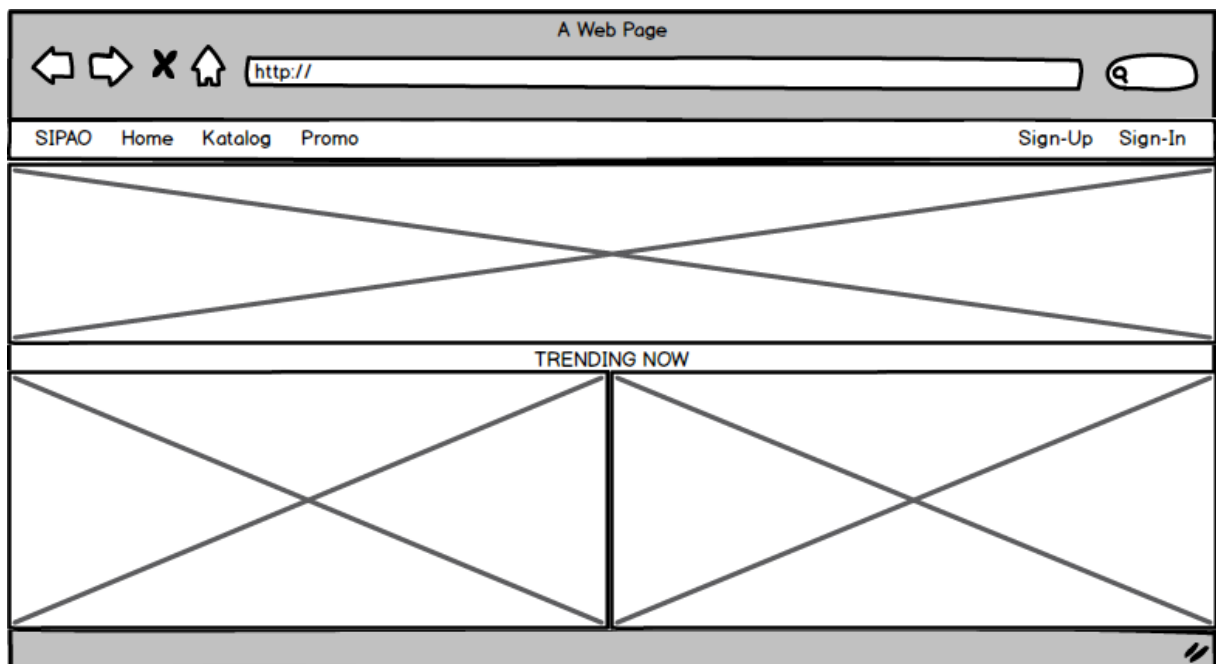 A Web Page
http://
SIPAO Home Katalog Promo Sign-Up Sign-In
TRENDING NOW